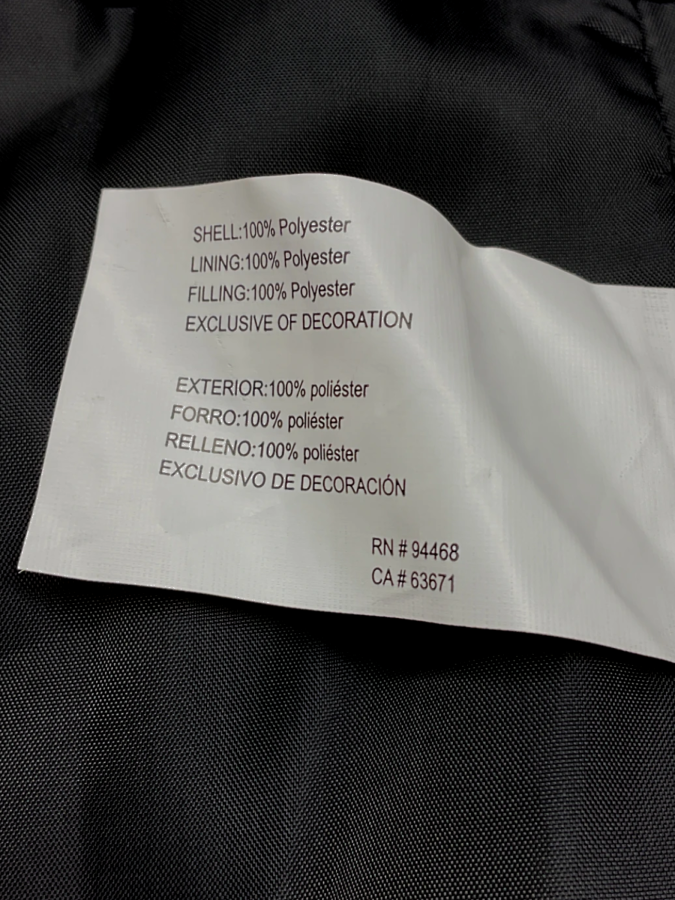 SHELL:100% Polyester
LINING:100% Polyester
FILLING:100% Polyester
EXCLUSIVE OF DECORATION
EXTERIOR:100% poliéster
FORRO:100% poliéster
RELLENO:100% poliéster
EXCLUSIVO DE DECORACIÓN
RN # 94468
CA # 63671